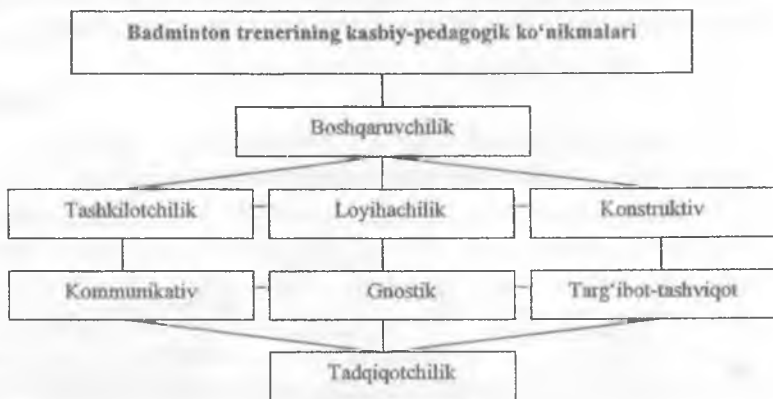 Badminton trenerining kasbiy-pedagogik ko‘nikmalari
Boshqaruvchilik
Tashkilotchilik
Loyihachilik
Konstruktiv
Kommunikativ
Gnostik
Targ‘ibot-tashviqot
Tadqiqotchilik